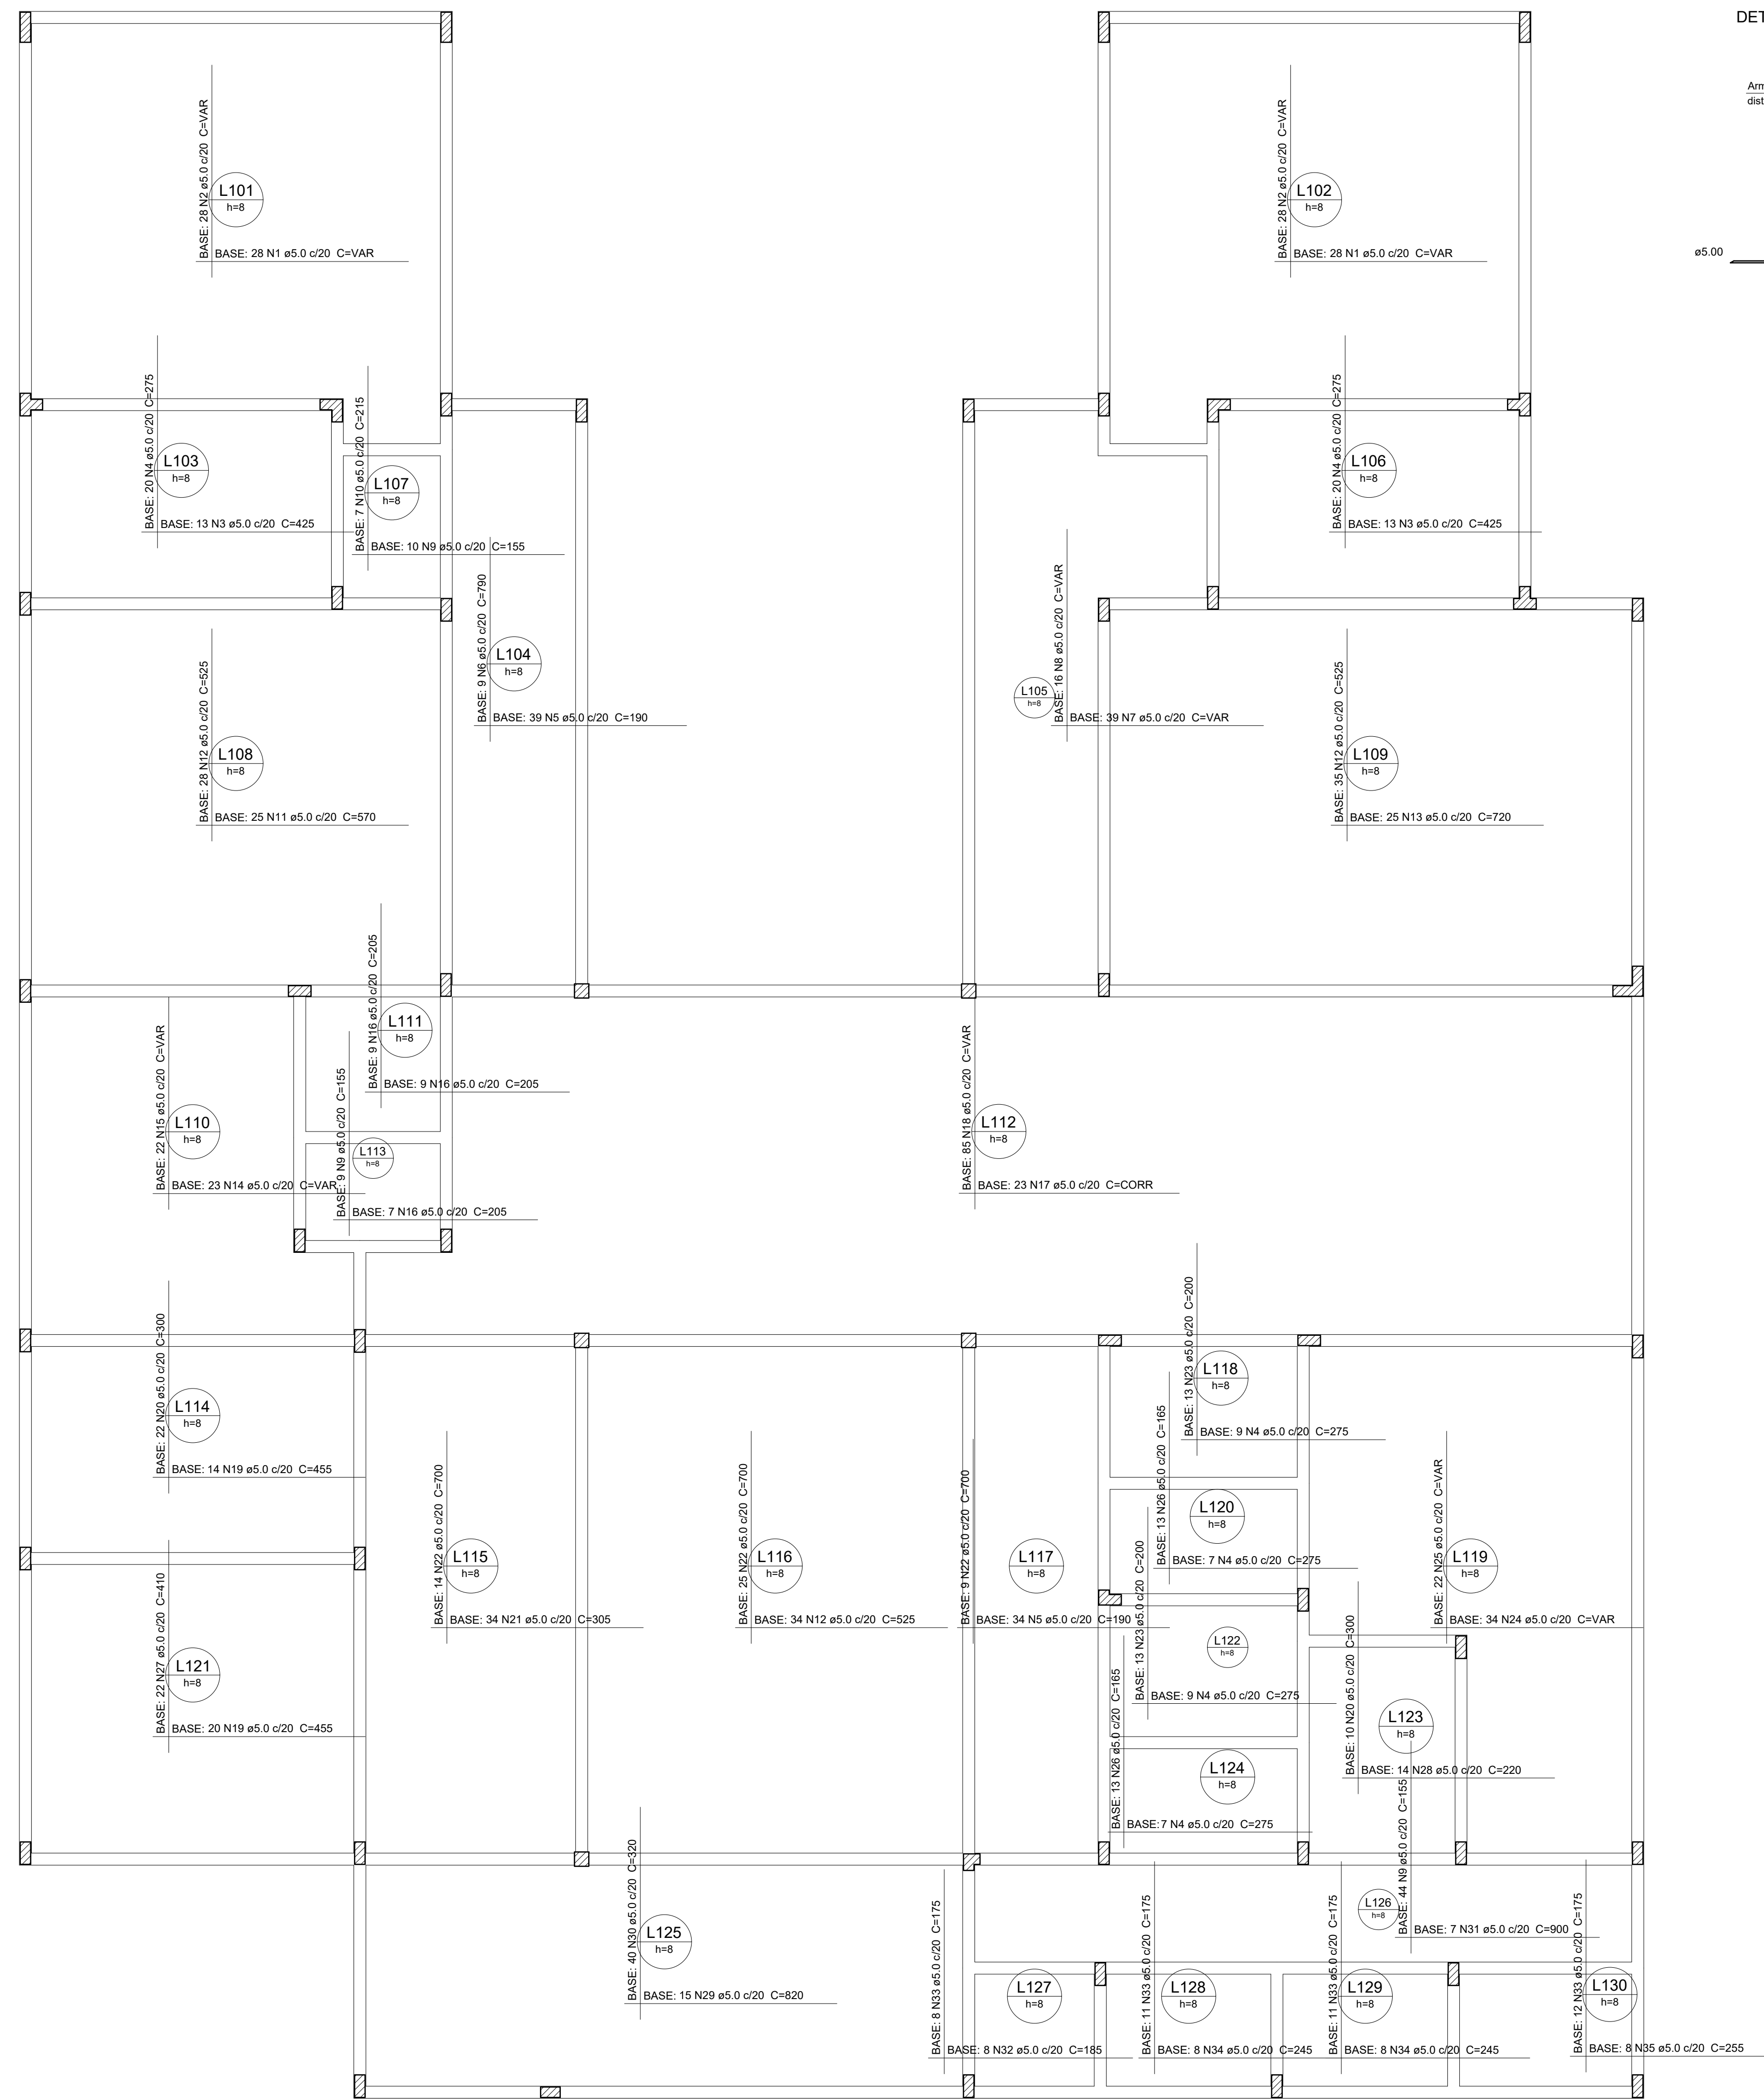 DET
Arm
dist
ø5.00
BASE: 28 N2 ø5.0 c/20 C=VAR
L101
h=8
BASE: 28 N1 ø5.0 c/20 C=VAR
BASE: 28 N2 ø5.0 c/20 C=VAR
L102
h=8
BASE: 28 N1 ø5.0 c/20 C=VAR
BASE: 20 N4 ø5.0 c/20 C=275
L103
h=8
BASE: 13 N3 ø5.0 c/20 C=425
BASE: 7 N10 ø5.0 c/20 C=215
L107
h=8
BASE: 10 N9 ø5.0 c/20 C=155
BASE: 20 N4 ø5.0 c/20 C=275
L106
h=8
BASE: 13 N3 ø5.0 c/20 C=425
BASE: 9 N6 ø5.0 c/20 C=790
L104
h=8
BASE: 39 N5 ø5.0 c/20 C=190
L105
h=8
BASE: 16 N8 ø5.0 c/20 C=VAR
BASE: 39 N7 ø5.0 c/20 C=VAR
BASE: 28 N12 ø5.0 c/20 C=525
L108
h=8
BASE: 25 N11 ø5.0 c/20 C=570
BASE: 35 N12 ø5.0 c/20 C=525
L109
h=8
BASE: 25 N13 ø5.0 c/20 C=720
BASE: 9 N16 ø5.0 c/20 C=205
L111
h=8
BASE: 9 N16 ø5.0 c/20 C=205
BASE: 22 N15 ø5.0 c/20 C=VAR
L110
h=8
BASE: 23 N14 ø5.0 c/20 C=VAR
BASE: 9 N9 ø5.0 c/20 C=155
L113
h=8
BASE: 7 N16 ø5.0 c/20 C=205
BASE: 85 N18 ø5.0 c/20 C=VAR
L112
h=8
BASE: 23 N17 ø5.0 c/20 C=CORR
BASE: 22 N20 ø5.0 c/20 C=300
L114
h=8
BASE: 14 N19 ø5.0 c/20 C=455
BASE: 13 N23 ø5.0 c/20 C=200
L118
h=8
BASE: 9 N4 ø5.0 c/20 C=275
BASE: 14 N22 ø5.0 c/20 C=700
L115
h=8
BASE: 34 N21 ø5.0 c/20 C=305
BASE: 25 N22 ø5.0 c/20 C=700
L116
h=8
BASE: 34 N12 ø5.0 c/20 C=525
BASE: 9 N22 ø5.0 c/20 C=700
L117
h=8
BASE: 34 N5 ø5.0 c/20 C=190
BASE: 13 N26 ø5.0 c/20 C=165
L120
h=8
BASE: 7 N4 ø5.0 c/20 C=275
BASE: 22 N25 ø5.0 c/20 C=VAR
L119
h=8
BASE: 34 N24 ø5.0 c/20 C=VAR
BASE: 22 N27 ø5.0 c/20 C=410
L121
h=8
BASE: 20 N19 ø5.0 c/20 C=455
BASE: 13 N23 ø5.0 c/20 C=200
L122
h=8
BASE: 9 N4 ø5.0 c/20 C=275
BASE: 10 N20 ø5.0 c/20 C=300
L123
h=8
BASE: 14 N28 ø5.0 c/20 C=220
BASE: 13 N26 ø5.0 c/20 C=165
L124
h=8
BASE: 7 N4 ø5.0 c/20 C=275
BASE: 40 N30 ø5.0 c/20 C=320
L125
h=8
BASE: 15 N29 ø5.0 c/20 C=820
BASE: 44 N9 ø5.0 c/20 C=155
L126
h=8
BASE: 7 N31 ø5.0 c/20 C=900
BASE: 8 N33 ø5.0 c/20 C=175
L127
h=8
BASE: 8 N32 ø5.0 c/20 C=185
BASE: 11 N33 ø5.0 c/20 C=175
L128
h=8
BASE: 8 N34 ø5.0 c/20 C=245
BASE: 11 N33 ø5.0 c/20 C=175
L129
h=8
BASE: 8 N34 ø5.0 c/20 C=245
BASE: 12 N33 ø5.0 c/20 C=175
L130
h=8
BASE: 8 N35 ø5.0 c/20 C=255